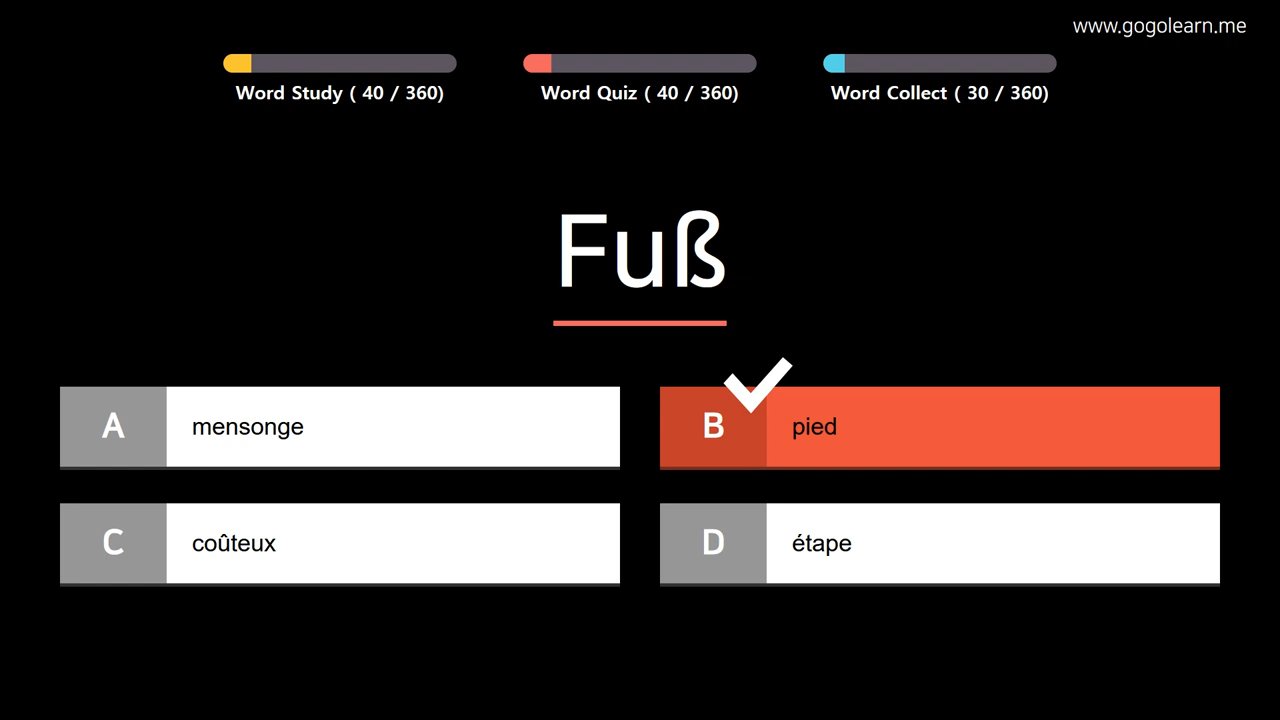 www.gogolearn.me
Word Study ( 40 / 360)
Word Quiz ( 40 / 360)
Word Collect ( 30 / 360)
Fuß
A mensonge
B pied
C coûteux
D étape